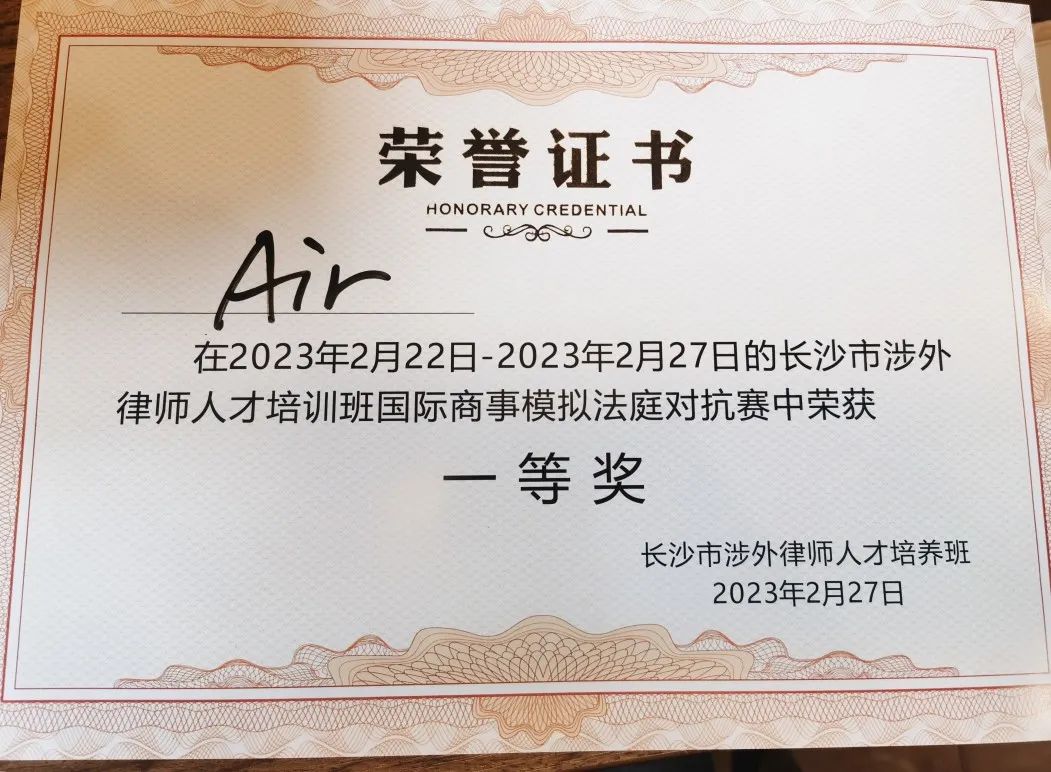 荣誉证书
HONORARY CREDENTIAL
Air
在2023年2月22日-2023年2月27日的长沙市涉外
律师人才培训班国际商事模拟法庭对抗赛中荣获
一等奖
长沙市涉外律师人才培养班
2023年2月27日